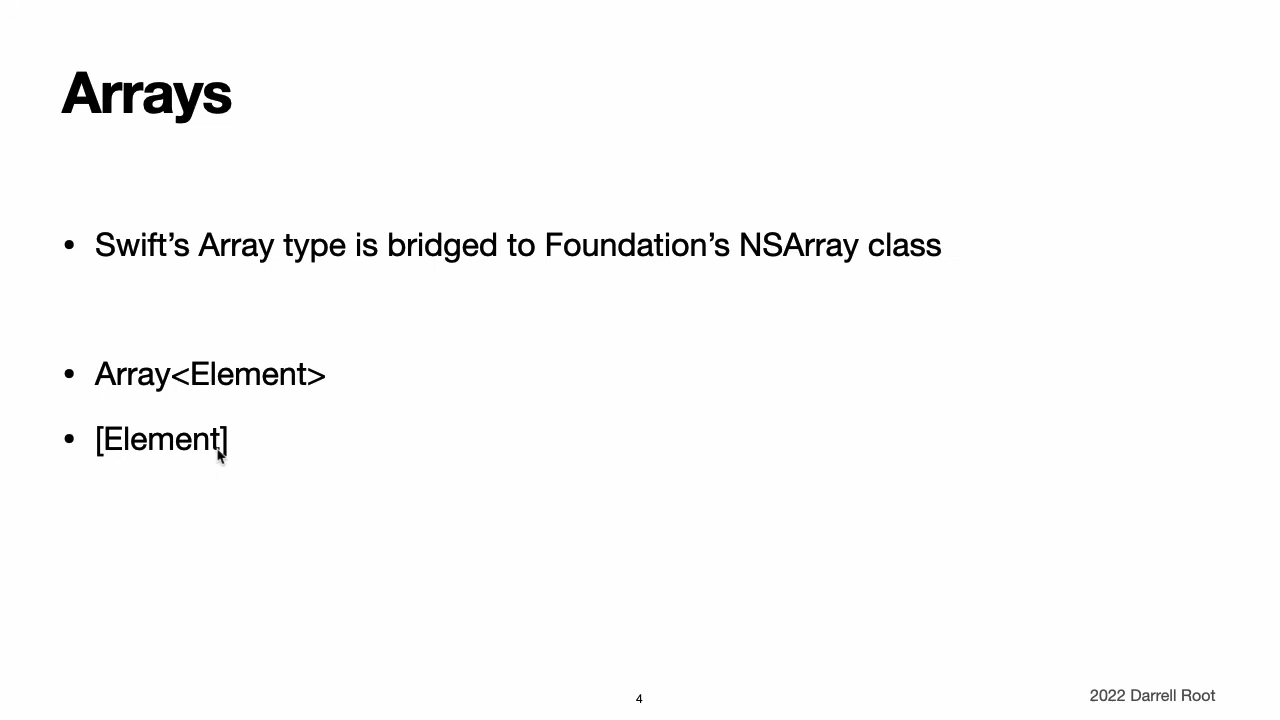 Arrays
• Swift’s Array type is bridged to Foundation’s NSArray class
• Array<Element>
• [Element]
4
2022 Darrell Root